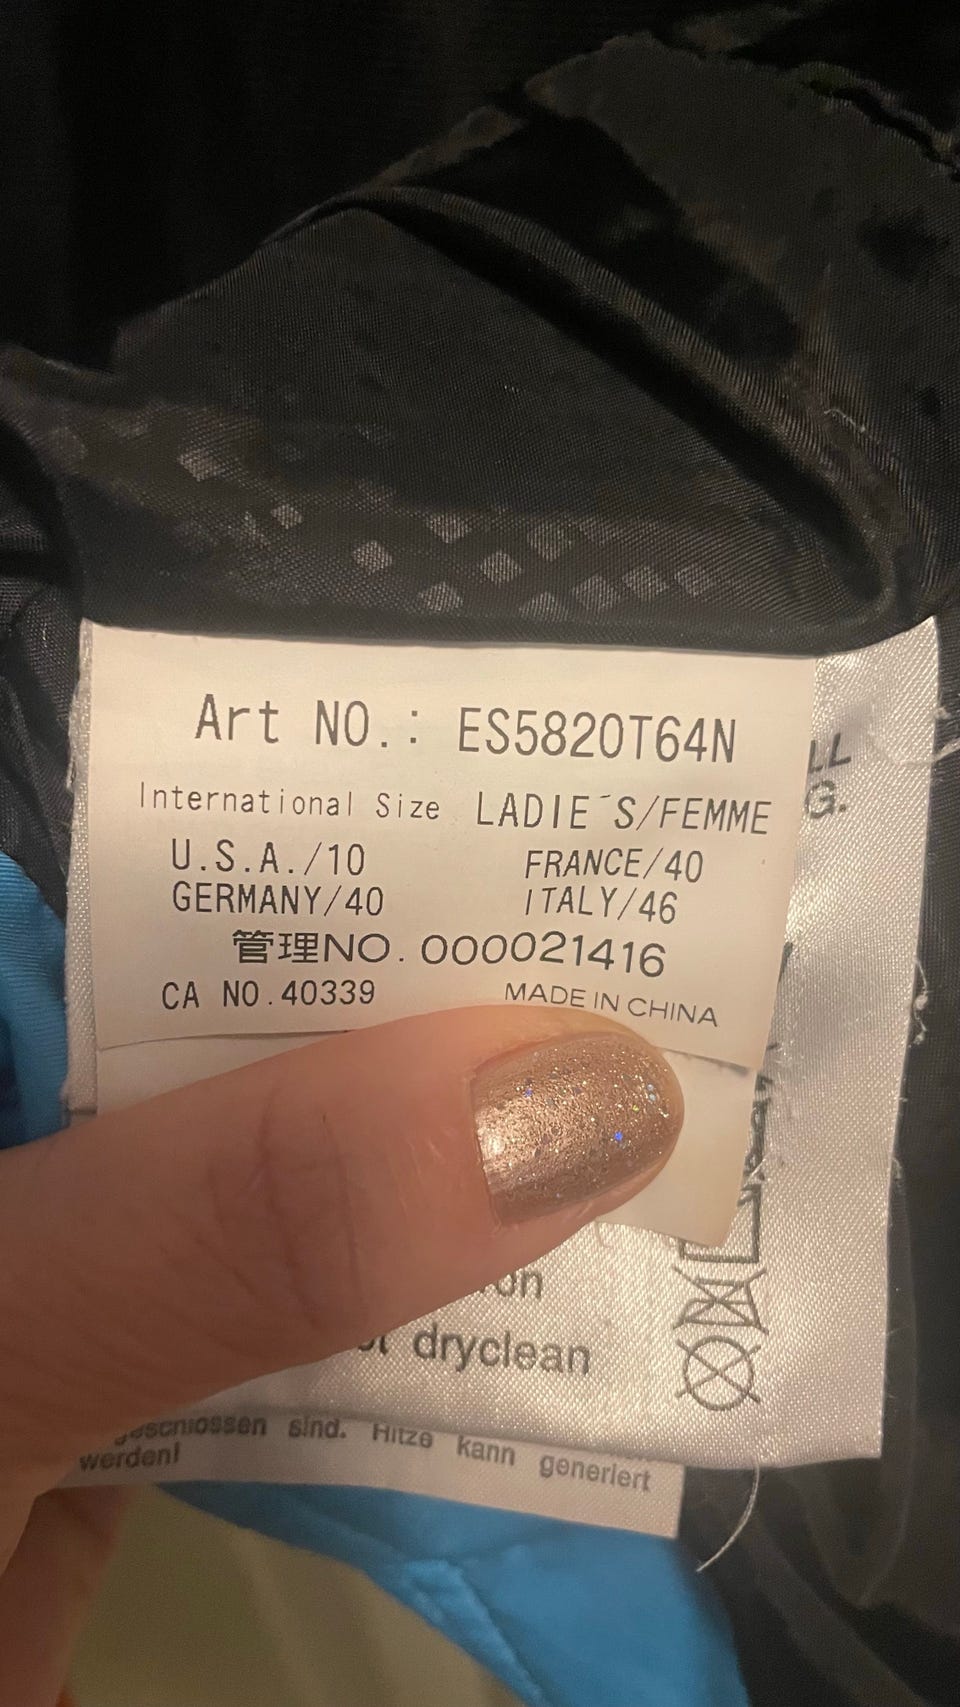 Art NO.: ES5820T64N
International Size LADIE´S/FEMME
U.S.A./10 FRANCE/40
GERMANY/40 ITALY/46
管理NO.000021416
CA NO.40339 MADE IN CHINA
LL
G.
dryclean
sind. Hitze kann generiert
werden!